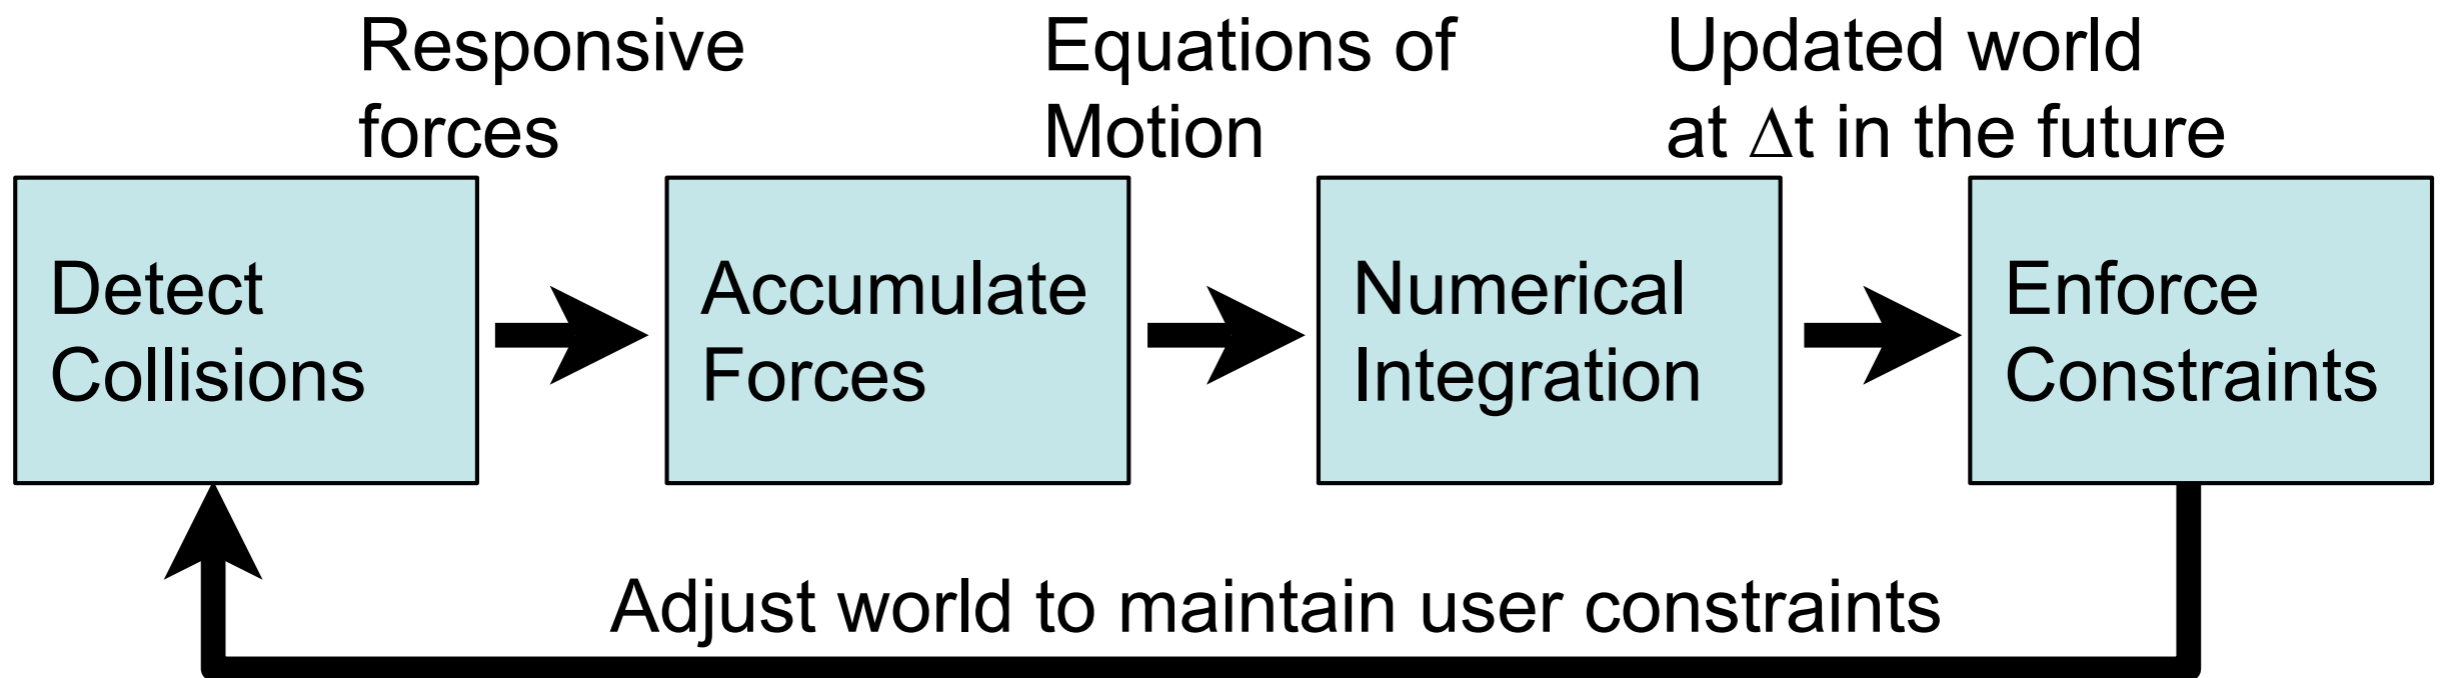 Responsive
forces
Equations of
Motion
Updated world
at Δt in the future
Detect
Collisions
Accumulate
Forces
Numerical
Integration
Enforce
Constraints
Adjust world to maintain user constraints